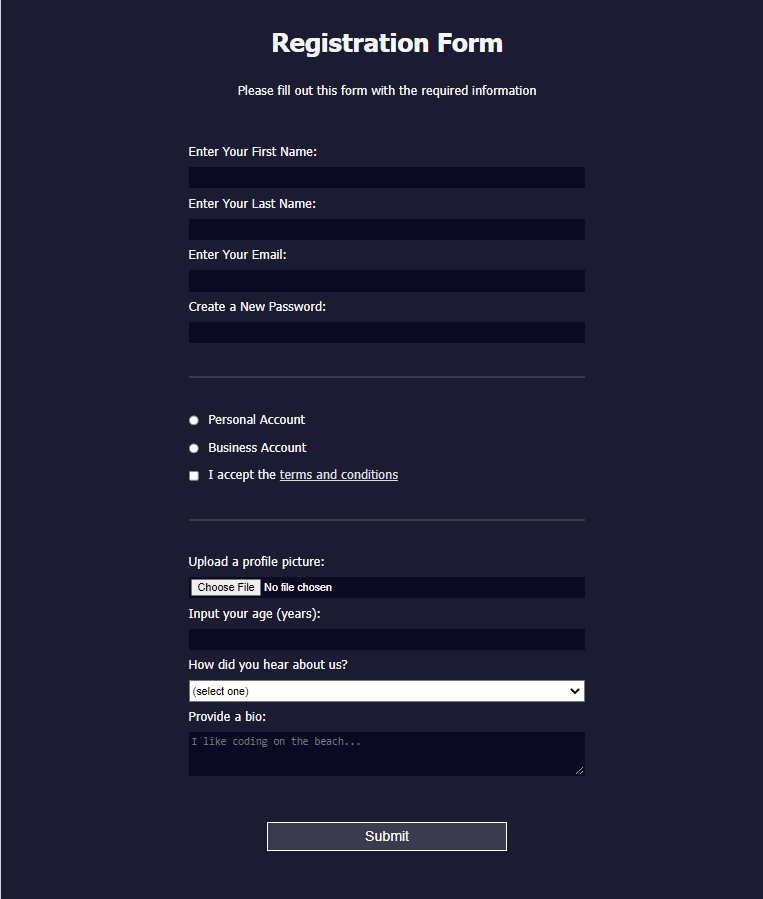 Registration Form
Please fill out this form with the required information
Enter Your First Name:
Enter Your Last Name:
Enter Your Email:
Create a New Password:
Personal Account
Business Account
I accept the terms and conditions
Upload a profile picture:
Choose File No file chosen
Input your age (years):
How did you hear about us?
(select one)
Provide a bio:
I like coding on the beach...
Submit